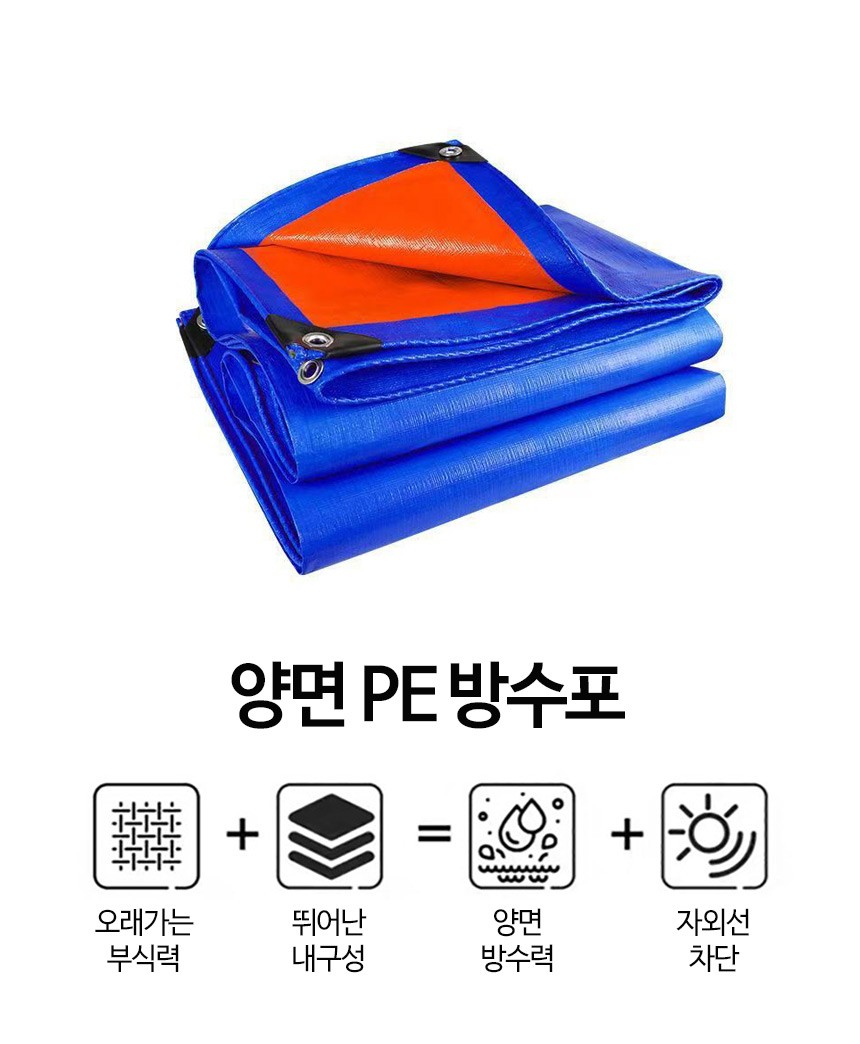 양면 PE 방수포
+ + = +
오래가는 뛰어난 양면 자외선
부식력 내구성 방수력 차단